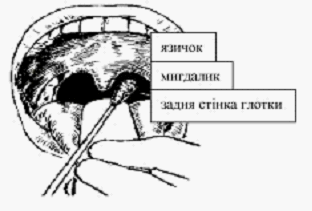 язичок
мигдалик
задня стінка глотки